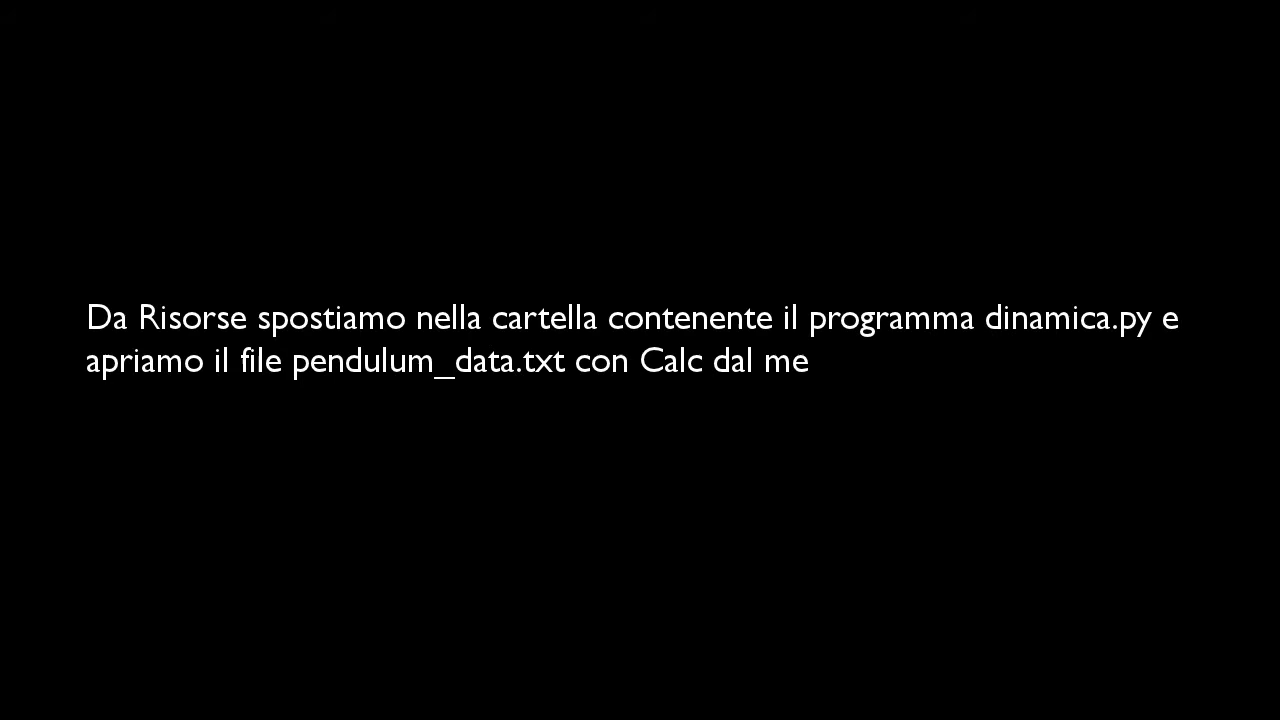 Da Risorse spostiamo nella cartella contenente il programma dinamica.py e
apriamo il file pendulum_data.txt con Calc dal me